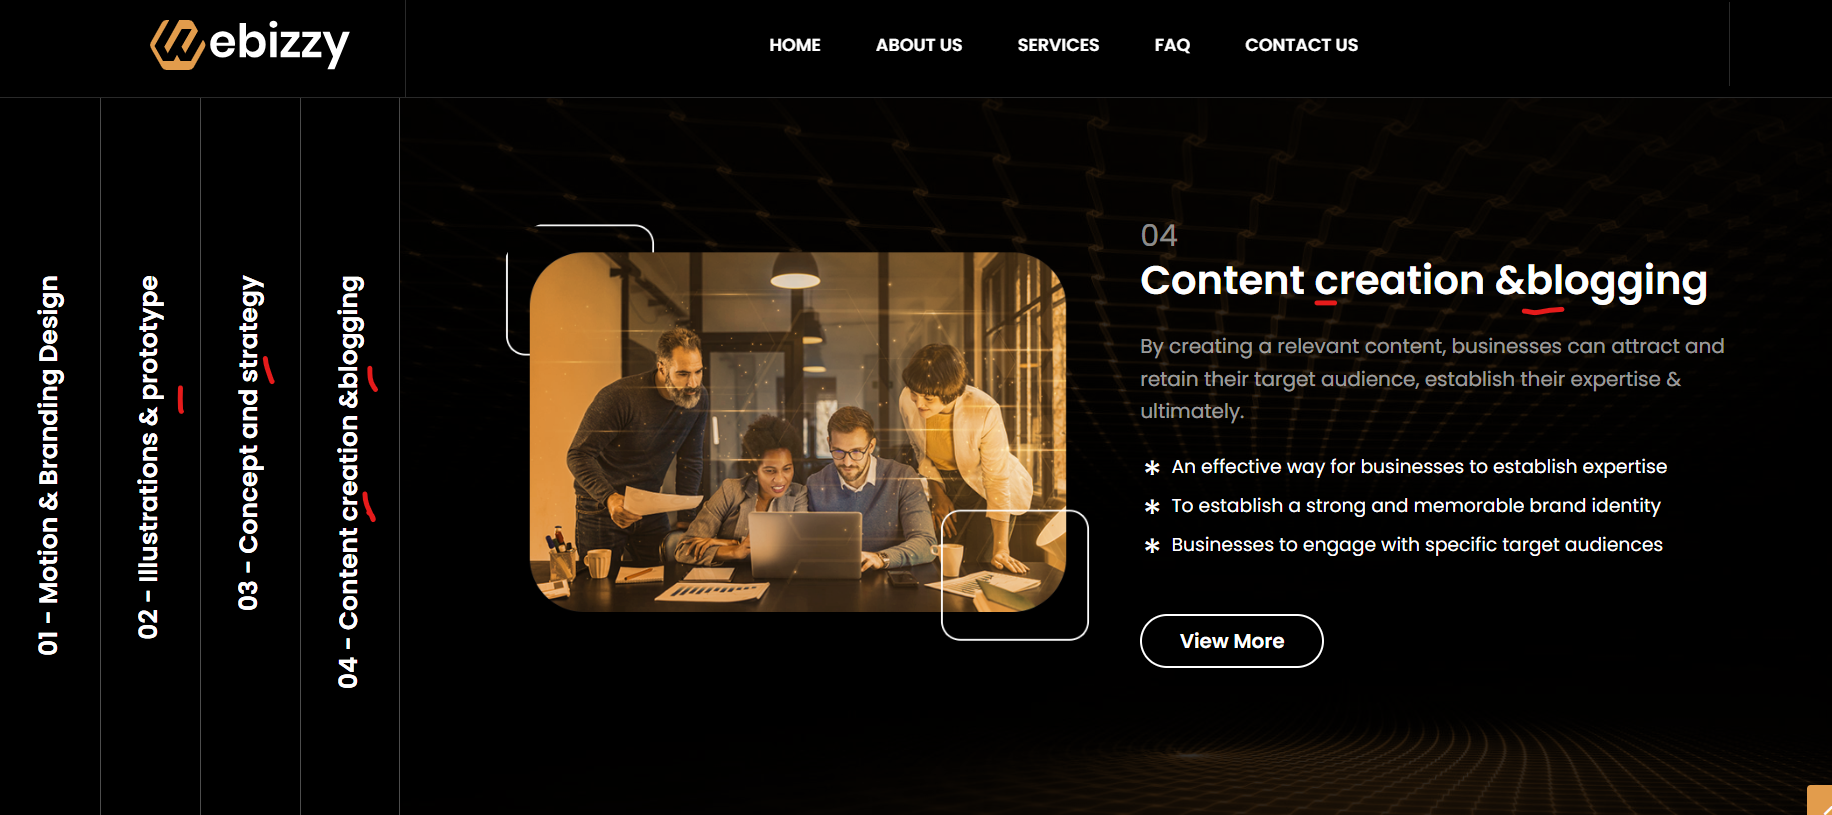 ebizzy
HOME ABOUT US SERVICES FAQ CONTACT US
01 - Motion & Branding Design
02 - Illustrations & prototype
03 - Concept and strategy
04 - Content creation &blogging
04
Content creation &blogging
By creating a relevant content, businesses can attract and
retain their target audience, establish their expertise &
ultimately.
* An effective way for businesses to establish expertise
* To establish a strong and memorable brand identity
* Businesses to engage with specific target audiences
View More